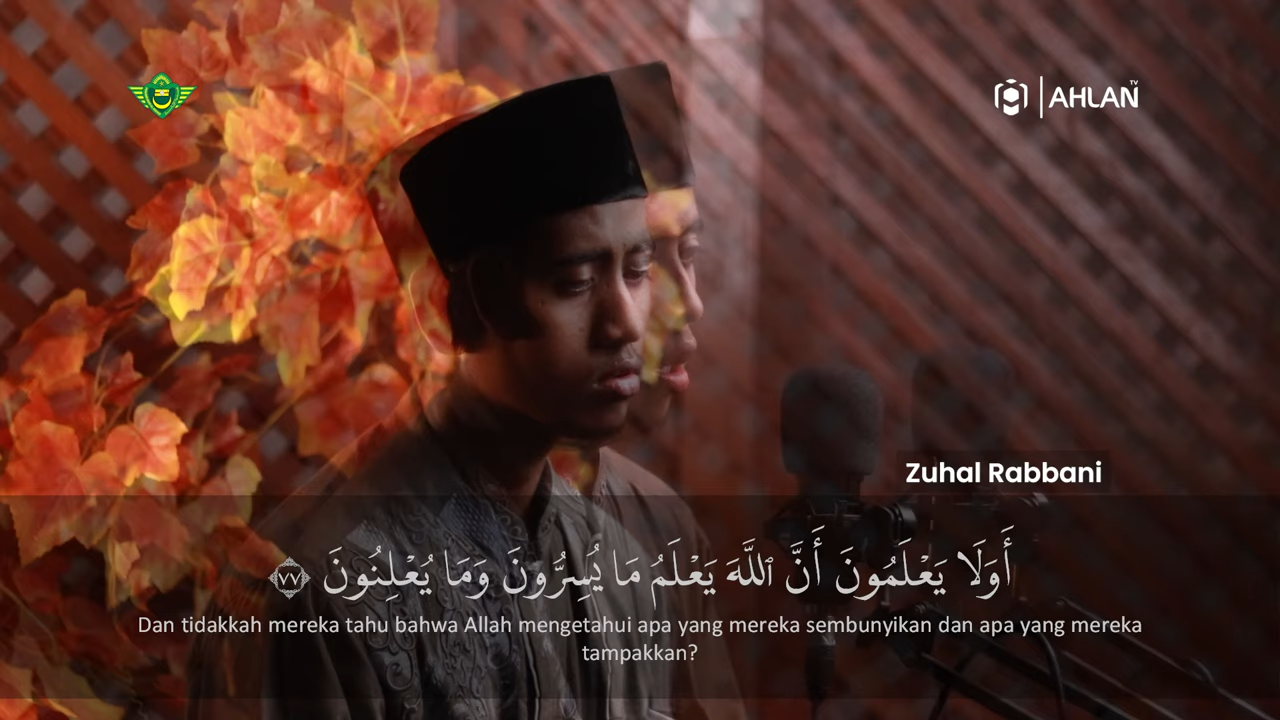 AHLAN TV
Zuhal Rabbani
أَوَلَا يَعْلَمُونَ أَنَّ ٱللَّهَ يَعْلَمُ مَا يُسِرُّونَ وَمَا يُعْلِنُونَ ٧٧
Dan tidakkah mereka tahu bahwa Allah mengetahui apa yang mereka sembunyikan dan apa yang mereka
tampakkan?